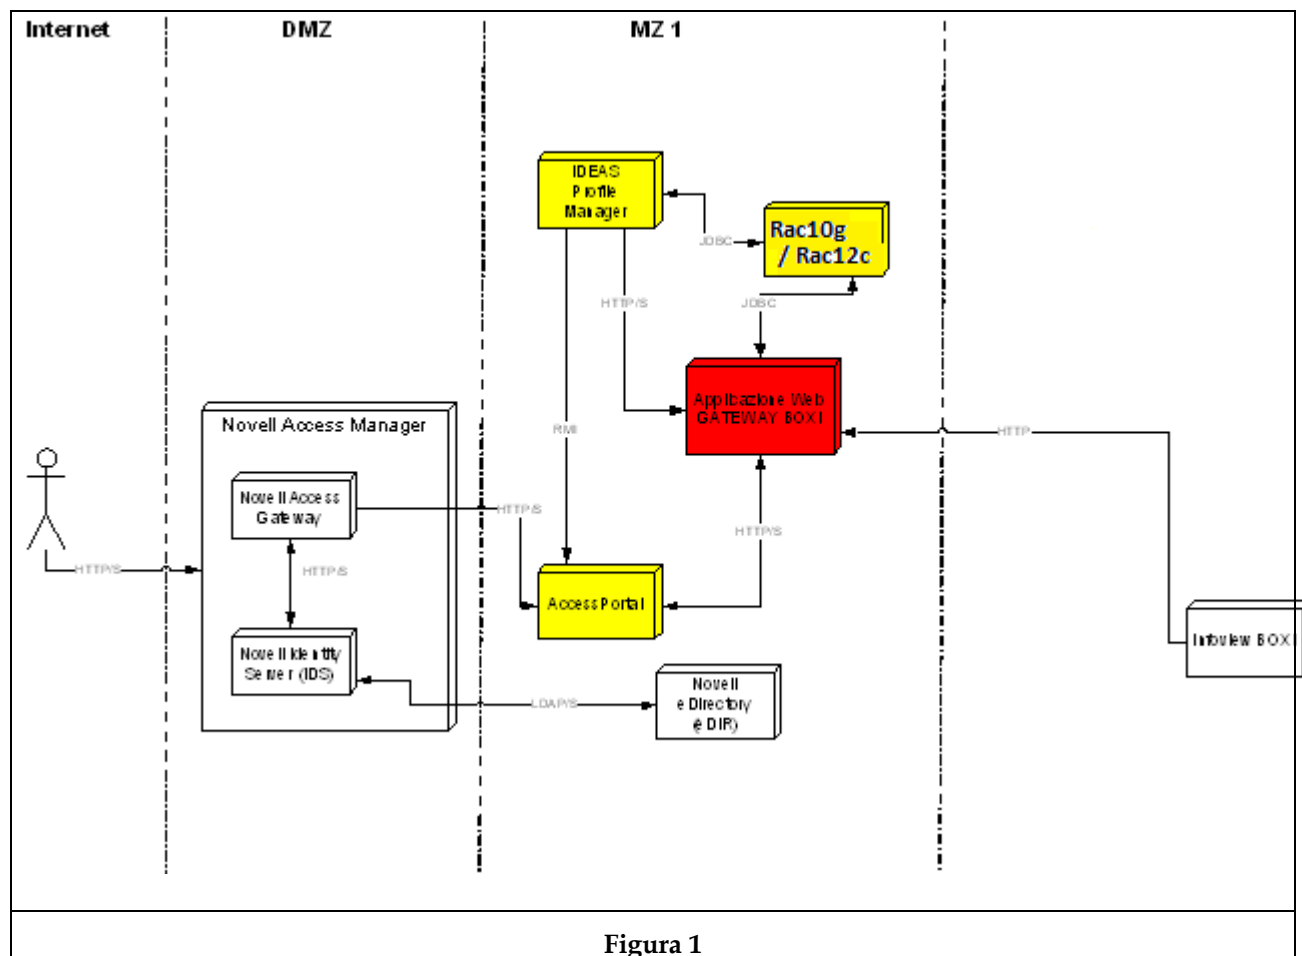 Internet
DMZ
MZ 1
IDEAS
Profile
Manager
Rac10g
/ Rac12c
JDBC
HTTP/S
JDBC
Applicazione Web
GATEWAY BOXI
Novell Access Manager
RMI
HTTP
Novell Access
Gateway
HTTP/S
HTTP/S
HTTP/S
HTTP/S
Access Portal
Novell Identity
Server (IDS)
Infoview BOXI
Novell
eDirectory
(eDIR)
LDAP/S
Figura 1